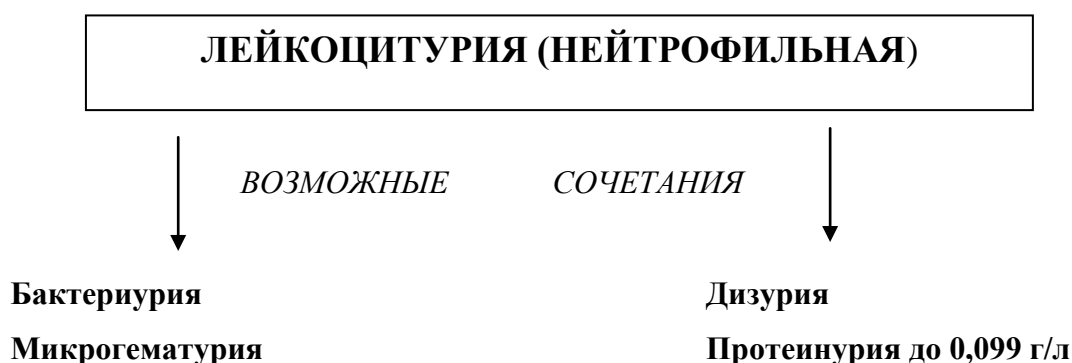 ЛЕЙКОЦИТУРИЯ (НЕЙТРОФИЛЬНАЯ)
ВОЗМОЖНЫЕ СОЧЕТАНИЯ
Бактериурия Дизурия
Микрогематурия Протеинурия до 0,099 г/л